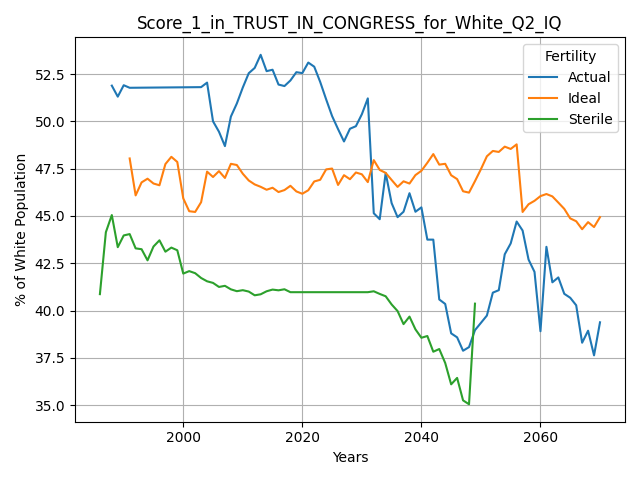 Score_1_in_TRUST_IN_CONGRESS_for_White_Q2_IQ
Fertility
Actual
Ideal
Sterile
% of White Population
52.5
50.0
47.5
45.0
42.5
40.0
37.5
35.0
2000
2020
2040
2060
Years